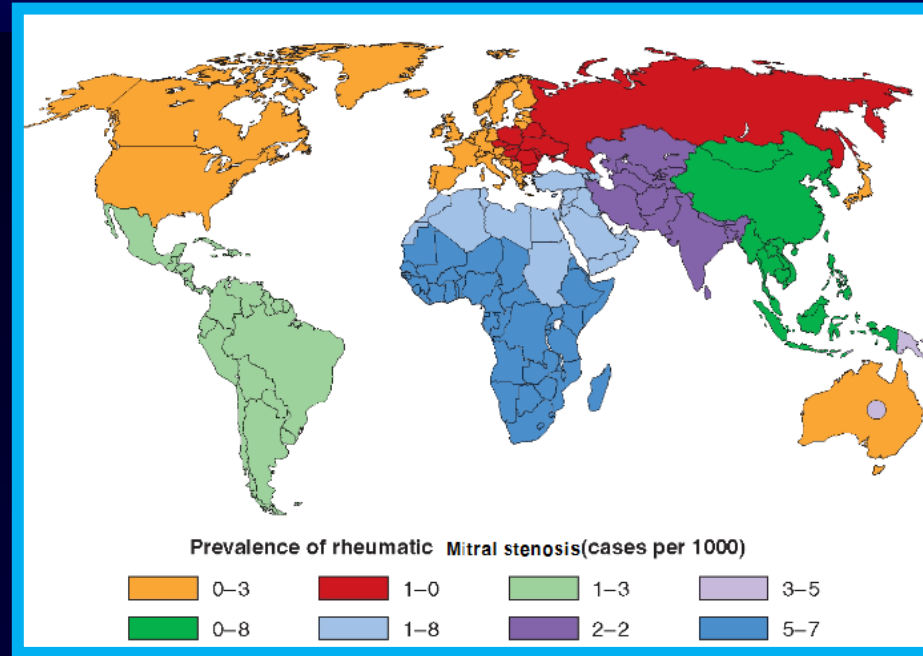 Prevalence of rheumatic Mitral stenosis(cases per 1000)
0–3 1–0 1–3 3–5
0–8 1–8 2–2 5–7